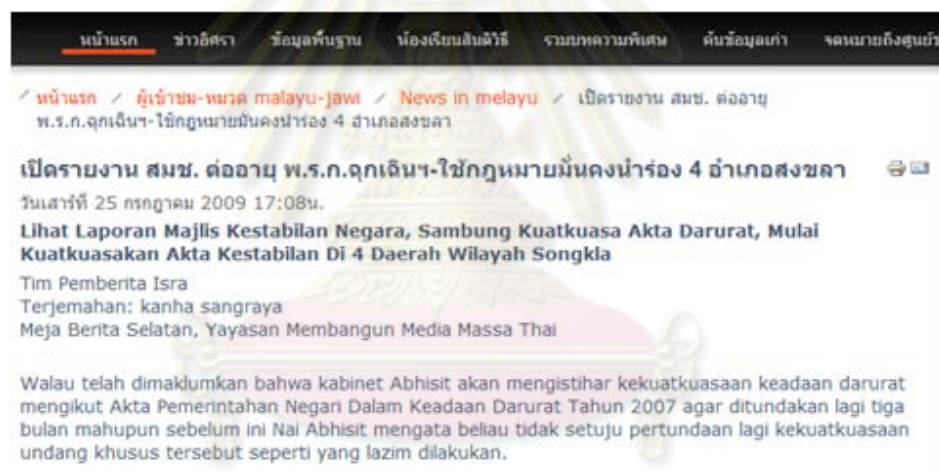 หน้าแรก ข่าวอิศรา ข้อมูลพื้นฐาน ห้องเรียนสันติวิธี รวมบทความพิเศษ ค้นข้อมูลเก่า จดหมายถึงศูนย์ข
/ หน้าแรก / ผู้เข้าชม-หมวด malayu-jawi / News in melayu / เปิดรายงาน สมช. ต่ออายุ
พ.ร.ก.ฉุกเฉินฯ-ใช้กฎหมายมั่นคงนำร่อง 4 อำเภอสงขลา
เปิดรายงาน สมช. ต่ออายุ พ.ร.ก.ฉุกเฉินฯ-ใช้กฎหมายมั่นคงนำร่อง 4 อำเภอสงขลา
วันเสาร์ที่ 25 กรกฎาคม 2009 17:08น.
Lihat Laporan Majlis Kestabilan Negara, Sambung Kuatkuasa Akta Darurat, Mulai
Kuatkuasakan Akta Kestabilan Di 4 Daerah Wilayah Songkla
Tim Pemberita Isra
Terjemahan: kanha sangraya
Meja Berita Selatan, Yayasan Membangun Media Massa Thai
Walau telah dimaklumkan bahwa kabinet Abhisit akan mengistihar kekuatkuasaan keadaan darurat
mengikut Akta Pemerintahan Negari Dalam Keadaan Darurat Tahun 2007 agar ditundakan lagi tiga
bulan mahupun sebelum ini Nai Abhisit mengata beliau tidak setuju pertundaan lagi kekuatkuasaan
undang khusus tersebut seperti yang lazim dilakukan.